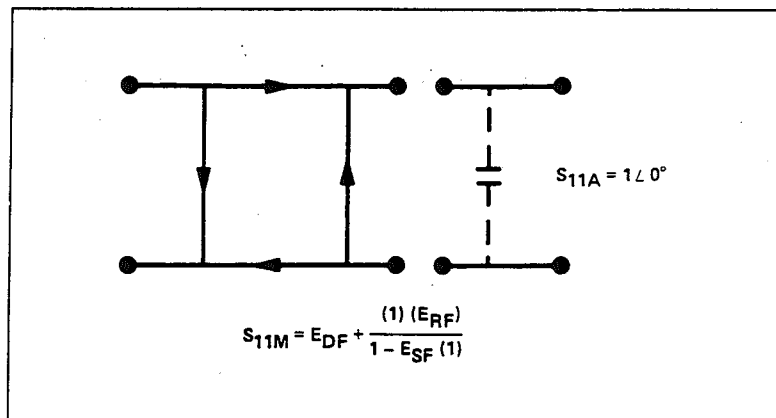 S11A = 1∠0°
S11M = EDF + (1) (ERF) / 1 − ESF (1)